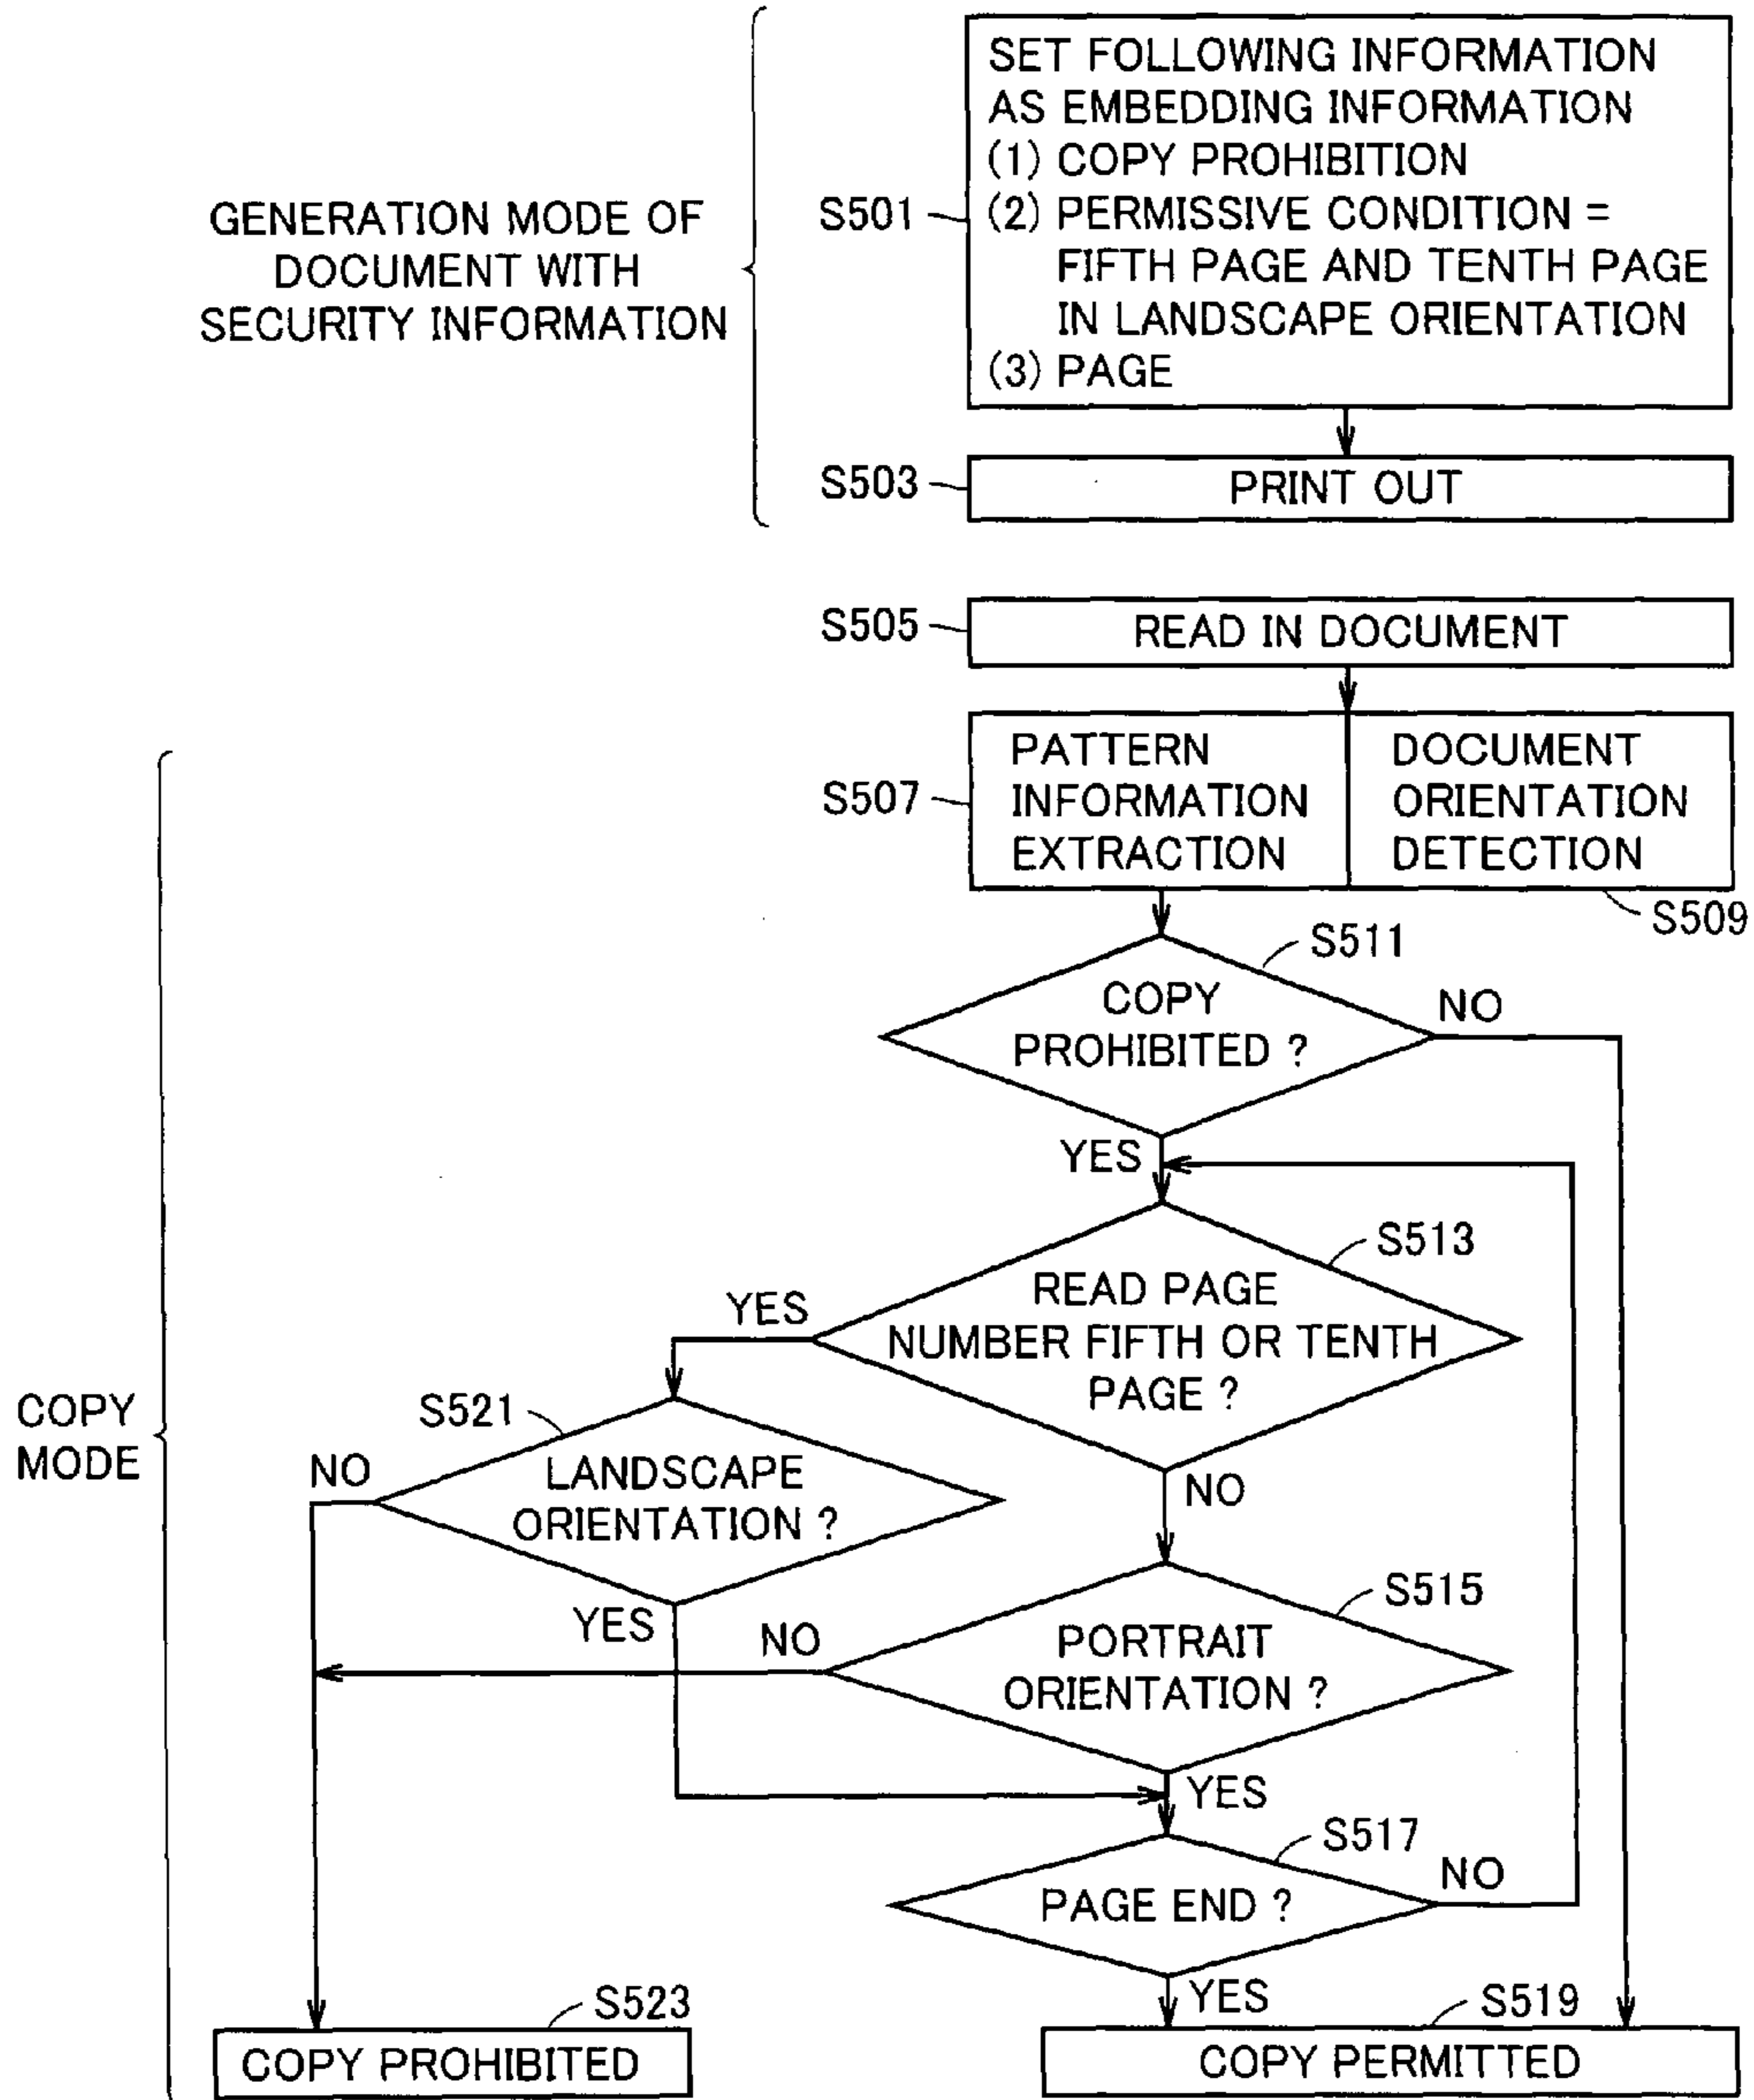 GENERATION MODE OF
DOCUMENT WITH
SECURITY INFORMATION
S501
SET FOLLOWING INFORMATION
AS EMBEDDING INFORMATION
(1) COPY PROHIBITION
(2) PERMISSIVE CONDITION =
FIFTH PAGE AND TENTH PAGE
IN LANDSCAPE ORIENTATION
(3) PAGE
S503
PRINT OUT
S505
READ IN DOCUMENT
COPY
MODE
S507
PATTERN
INFORMATION
EXTRACTION
DOCUMENT
ORIENTATION
DETECTION
S509
S511
COPY
PROHIBITED ?
NO
YES
S513
READ PAGE
NUMBER FIFTH OR TENTH
PAGE ?
YES
NO
S521
LANDSCAPE
ORIENTATION ?
NO
YES
S515
PORTRAIT
ORIENTATION ?
NO
YES
S517
PAGE END ?
NO
YES
S523
COPY PROHIBITED
S519
COPY PERMITTED